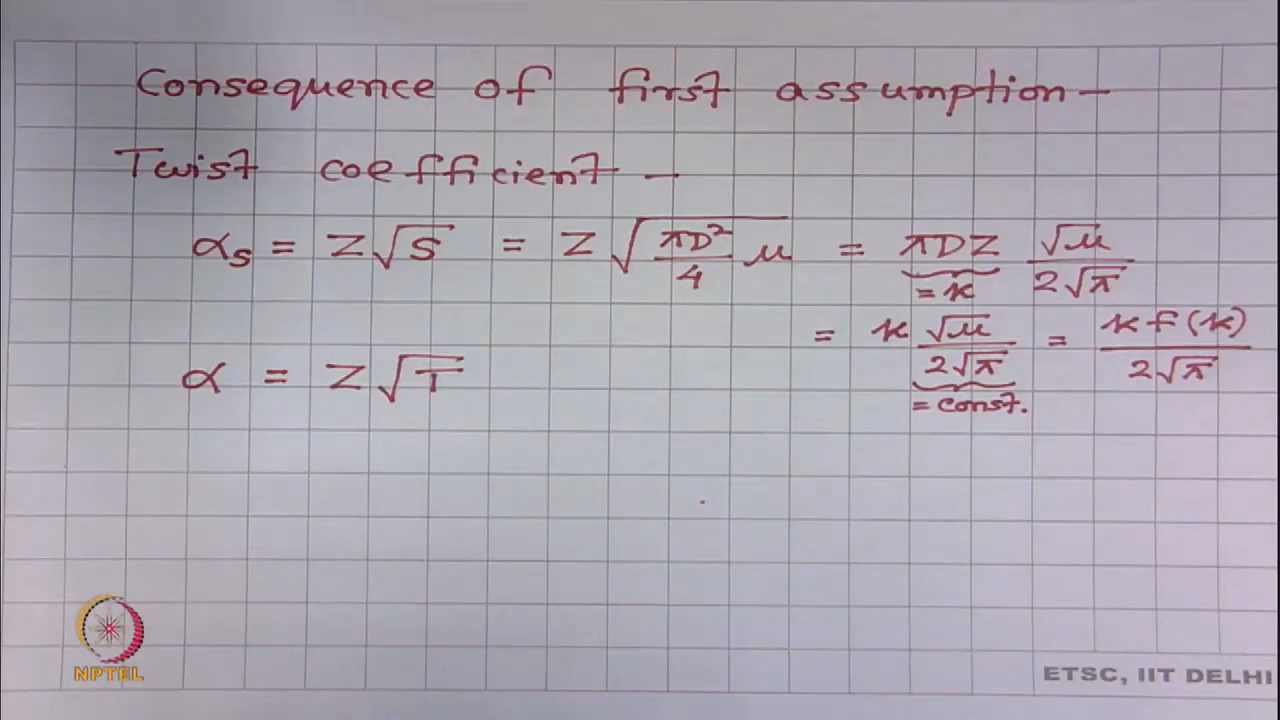 Consequence of first assumption -
Twist coefficient -
αs = Z√S = Z√(πD²/4 μ) = πDZ √μ/2√π
= κ
= κ √μ/2√π = κ f(κ)/2√π
= const.
α = Z√T
NPTEL
ETSC, IIT DELHI